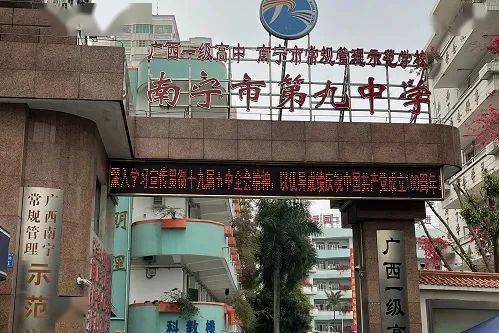 广西一级高中 南宁市常规管理示范学校
南宁市第九中学
深入学习宣传贯彻十九届五中全会精神，以优异成绩庆祝中国共产党成立100周年
广西南宁
常规管理
示范
广西一级高
明理
科教楼